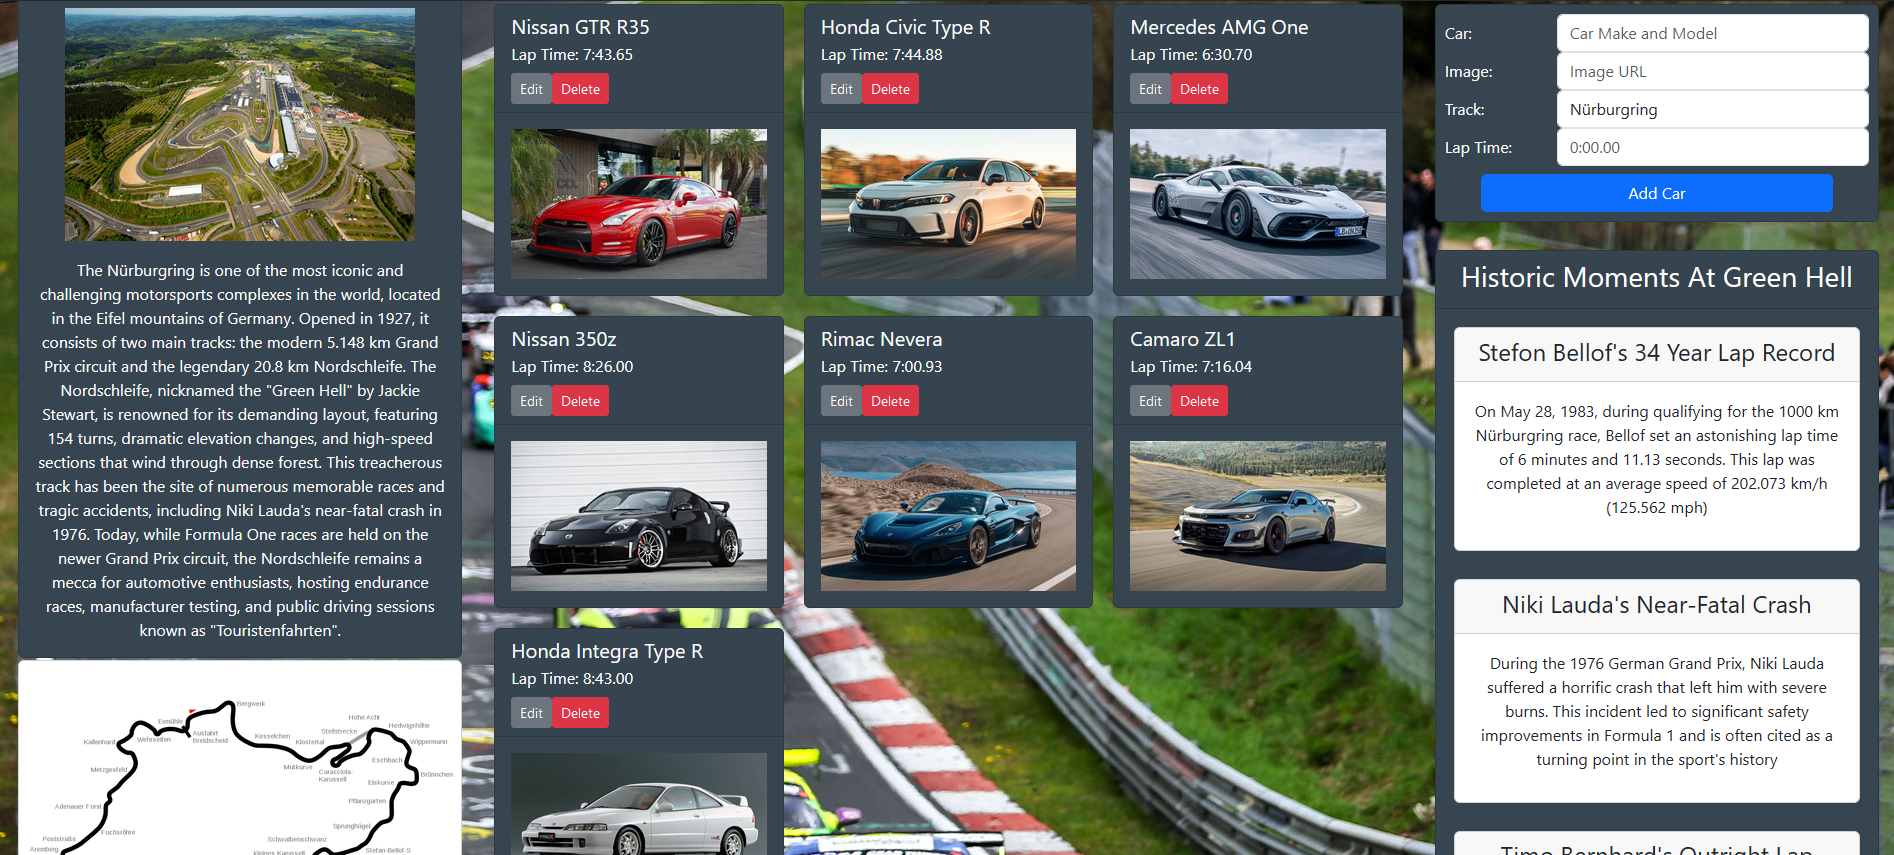 The Nürburgring is one of the most iconic and
challenging motorsports complexes in the world, located
in the Eifel mountains of Germany. Opened in 1927, it
consists of two main tracks: the modern 5.148 km Grand
Prix circuit and the legendary 20.8 km Nordschleife. The
Nordschleife, nicknamed the "Green Hell" by Jackie
Stewart, is renowned for its demanding layout, featuring
154 turns, dramatic elevation changes, and high-speed
sections that wind through dense forest. This treacherous
track has been the site of numerous memorable races and
tragic accidents, including Niki Lauda's near-fatal crash in
1976. Today, while Formula One races are held on the
newer Grand Prix circuit, the Nordschleife remains a
mecca for automotive enthusiasts, hosting endurance
races, manufacturer testing, and public driving sessions
known as "Touristenfahrten".
Bergwerk
Exmühle
Ausfahrt
Breidscheid
Wehrseifen
Kallenhard
Metzgesfeld
Adenauer Forst
Fuchsröhre
Poststraße
Aremberg
Kesselchen
Klostertal
Mutkurve
Hohe Acht
Steilstrecke
Caracciola-
Karussell
Hedwigshöhe
Wippermann
Eschbach
Brünnchen
Eiskurve
Pflanzgarten
Sprunghügel
Schwalbenschwanz
kleines Karussell
Stefan-Bellof-S
Nissan GTR R35
Lap Time: 7:43.65
Edit Delete
Honda Civic Type R
Lap Time: 7:44.88
Edit Delete
Mercedes AMG One
Lap Time: 6:30.70
Edit Delete
Nissan 350z
Lap Time: 8:26.00
Edit Delete
Rimac Nevera
Lap Time: 7:00.93
Edit Delete
Camaro ZL1
Lap Time: 7:16.04
Edit Delete
Honda Integra Type R
Lap Time: 8:43.00
Edit Delete
Car: Car Make and Model
Image: Image URL
Track: Nürburgring
Lap Time: 0:00.00
Add Car
Historic Moments At Green Hell
Stefon Bellof's 34 Year Lap Record
On May 28, 1983, during qualifying for the 1000 km
Nürburgring race, Bellof set an astonishing lap time
of 6 minutes and 11.13 seconds. This lap was
completed at an average speed of 202.073 km/h
(125.562 mph)
Niki Lauda's Near-Fatal Crash
During the 1976 German Grand Prix, Niki Lauda
suffered a horrific crash that left him with severe
burns. This incident led to significant safety
improvements in Formula 1 and is often cited as a
turning point in the sport's history
Timo Bernhard's Outright Lap